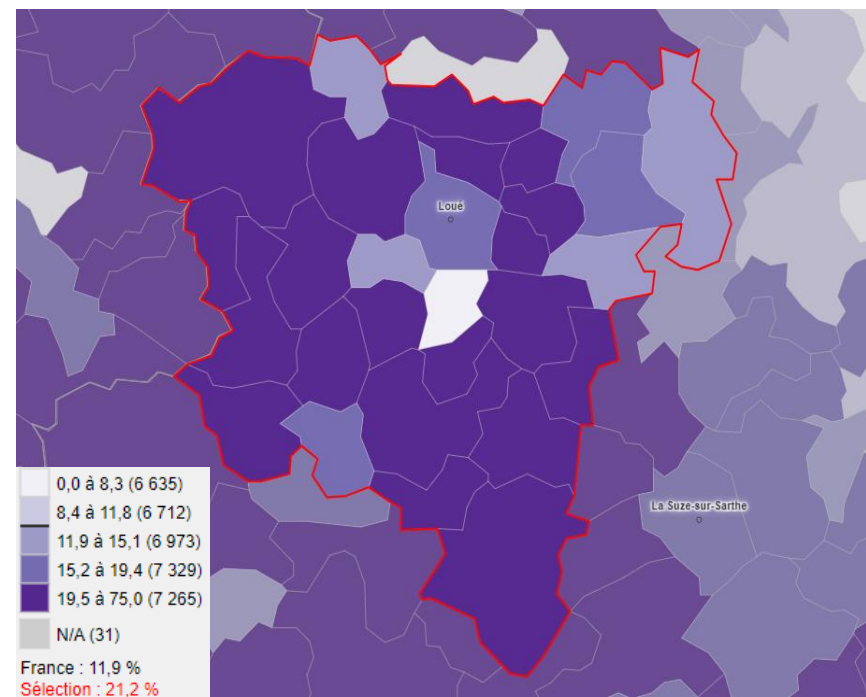 Loué
La Suze-sur-Sarthe
0,0 à 8,3 (6 635)
8,4 à 11,8 (6 712)
11,9 à 15,1 (6 973)
15,2 à 19,4 (7 329)
19,5 à 75,0 (7 265)
N/A (31)
France : 11,9 %
Sélection : 21,2 %